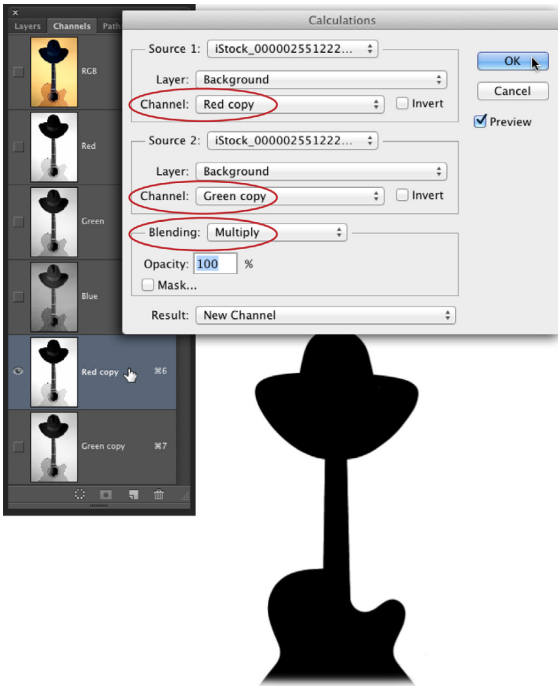 Layers Channels Path
RGB
Red
Green
Blue
Red copy ⌘6
Green copy ⌘7
Calculations
Source 1: iStock_000002551222...
Layer: Background
Channel: Red copy Invert
Source 2: iStock_000002551222...
Layer: Background
Channel: Green copy Invert
Blending: Multiply
Opacity: 100 %
Mask...
Result: New Channel
OK
Cancel
Preview